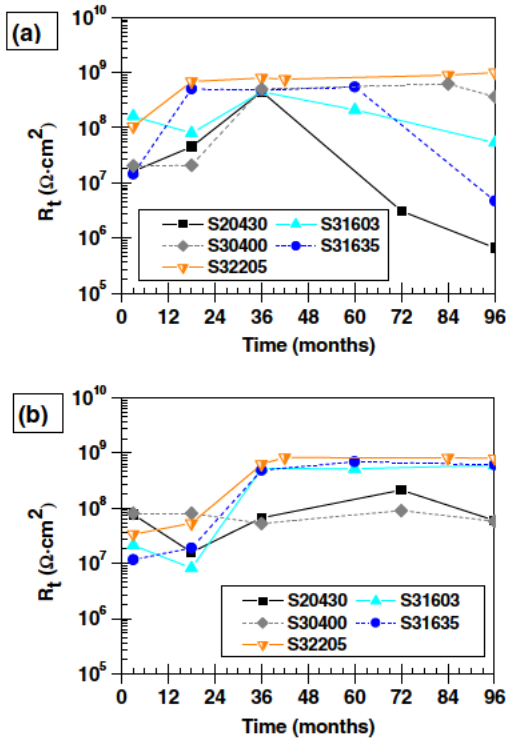 (a)
10^10
10^9
10^8
10^7
10^6
10^5
R_t (Ω·cm^2)
S20430 S31603
S30400 S31635
S32205
0 12 24 36 48 60 72 84 96
Time (months)
(b)
10^10
10^9
10^8
10^7
10^6
10^5
R_t (Ω·cm^2)
S20430 S31603
S30400 S31635
S32205
0 12 24 36 48 60 72 84 96
Time (months)